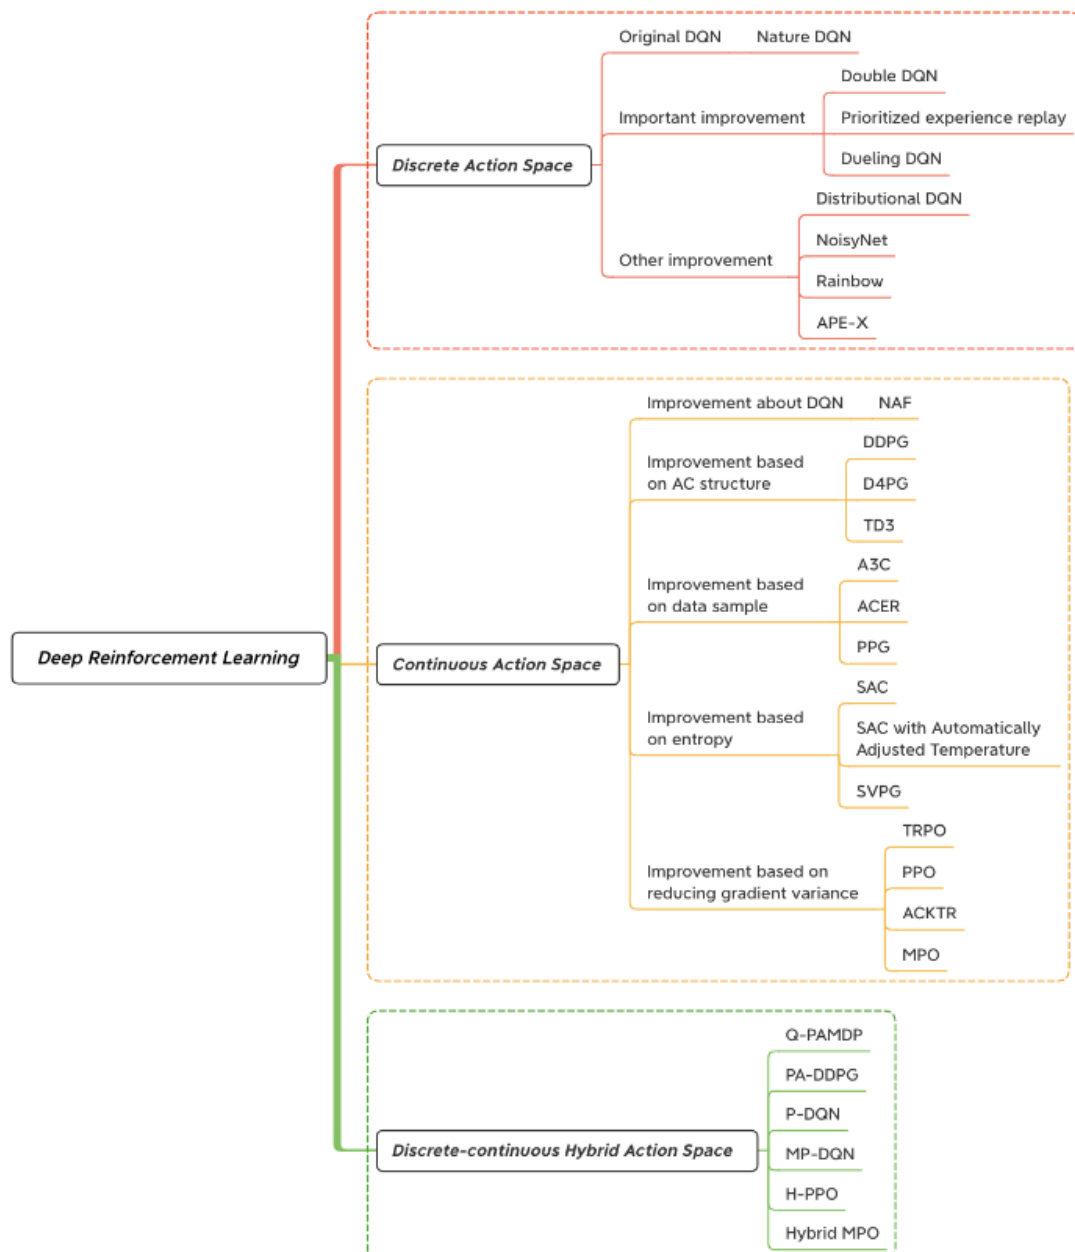 Deep Reinforcement Learning
Discrete Action Space
Original DQN
Nature DQN
Important improvement
Double DQN
Prioritized experience replay
Dueling DQN
Other improvement
Distributional DQN
NoisyNet
Rainbow
APE-X
Continuous Action Space
Improvement about DQN
NAF
Improvement based
on AC structure
DDPG
D4PG
TD3
Improvement based
on data sample
A3C
ACER
PPG
Improvement based
on entropy
SAC
SAC with Automatically
Adjusted Temperature
SVPG
Improvement based on
reducing gradient variance
TRPO
PPO
ACKTR
MPO
Discrete-continuous Hybrid Action Space
Q-PAMDP
PA-DDPG
P-DQN
MP-DQN
H-PPO
Hybrid MPO